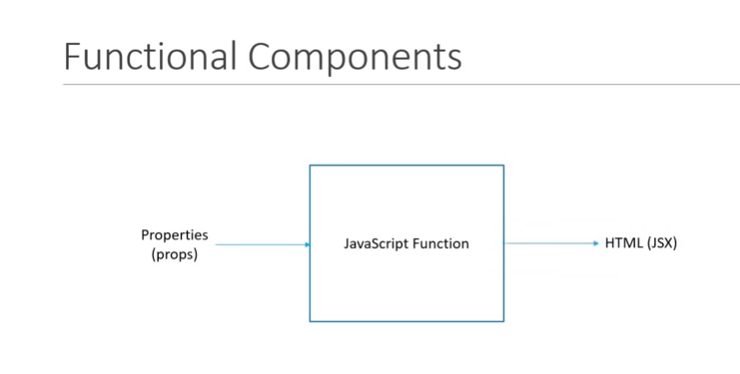 Functional Components
Properties
(props)
JavaScript Function
HTML (JSX)